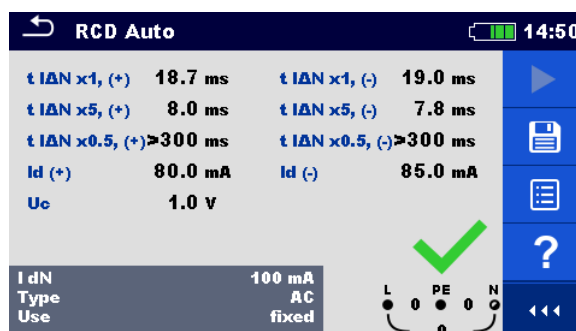 RCD Auto 14:50
t IΔN x1, (+) 18.7 ms t IΔN x1, (-) 19.0 ms
t IΔN x5, (+) 8.0 ms t IΔN x5, (-) 7.8 ms
t IΔN x0.5, (+) >300 ms t IΔN x0.5, (-) >300 ms
Id (+) 80.0 mA Id (-) 85.0 mA
Uc 1.0 V
?
I dN 100 mA
Type AC
Use fixed
L PE N
0 0
0